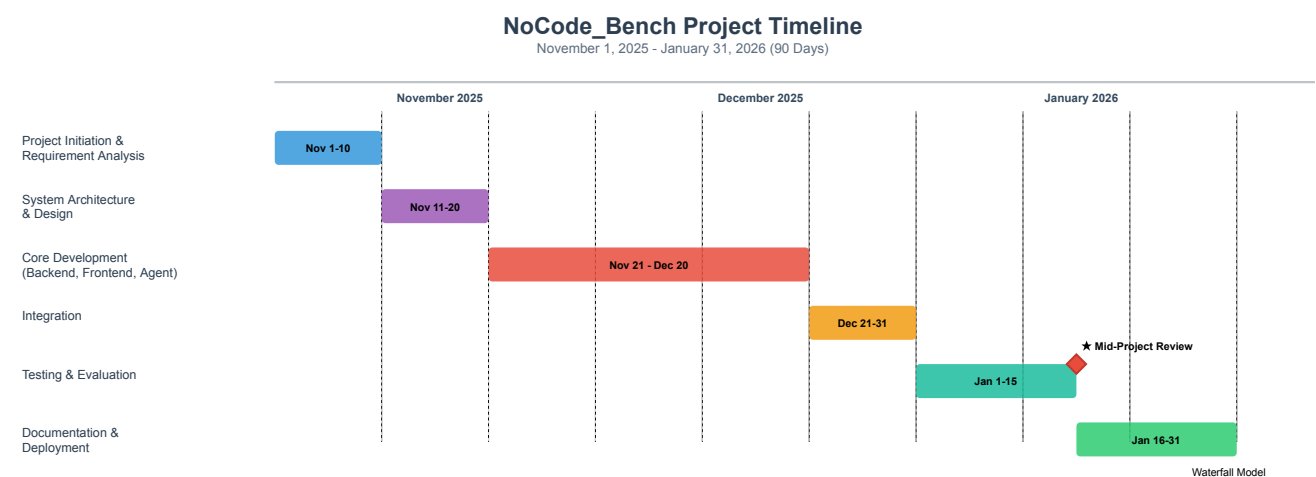 NoCode_Bench Project Timeline
November 1, 2025 - January 31, 2026 (90 Days)
November 2025
December 2025
January 2026
Project Initiation &
Requirement Analysis
Nov 1-10
System Architecture
& Design
Nov 11-20
Core Development
(Backend, Frontend, Agent)
Nov 21 - Dec 20
Integration
Dec 21-31
★ Mid-Project Review
Testing & Evaluation
Jan 1-15
Documentation &
Deployment
Jan 16-31
Waterfall Model